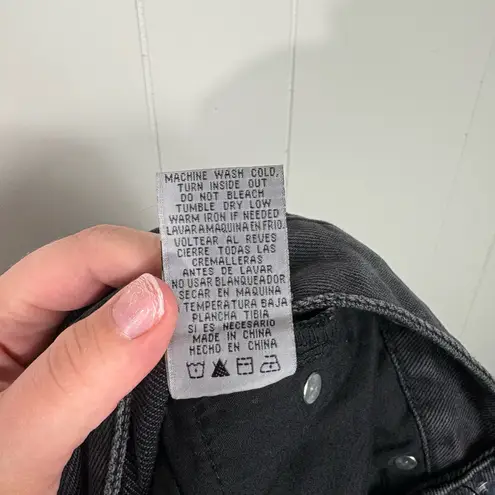 MACHINE WASH COLD,
TURN INSIDE OUT
DO NOT BLEACH
TUMBLE DRY LOW
WARM IRON IF NEEDED
LAVAR A MAQUINA EN FRIO.
VOLTEAR AL REVES
CIERRE TODAS LAS
CREMALLERAS
ANTES DE LAVAR
NO USAR BLANQUEADOR
SECAR EN MAQUINA
TEMPERATURA BAJA
PLANCHA TIBIA
SI ES NECESARIO
MADE IN CHINA
HECHO EN CHINA